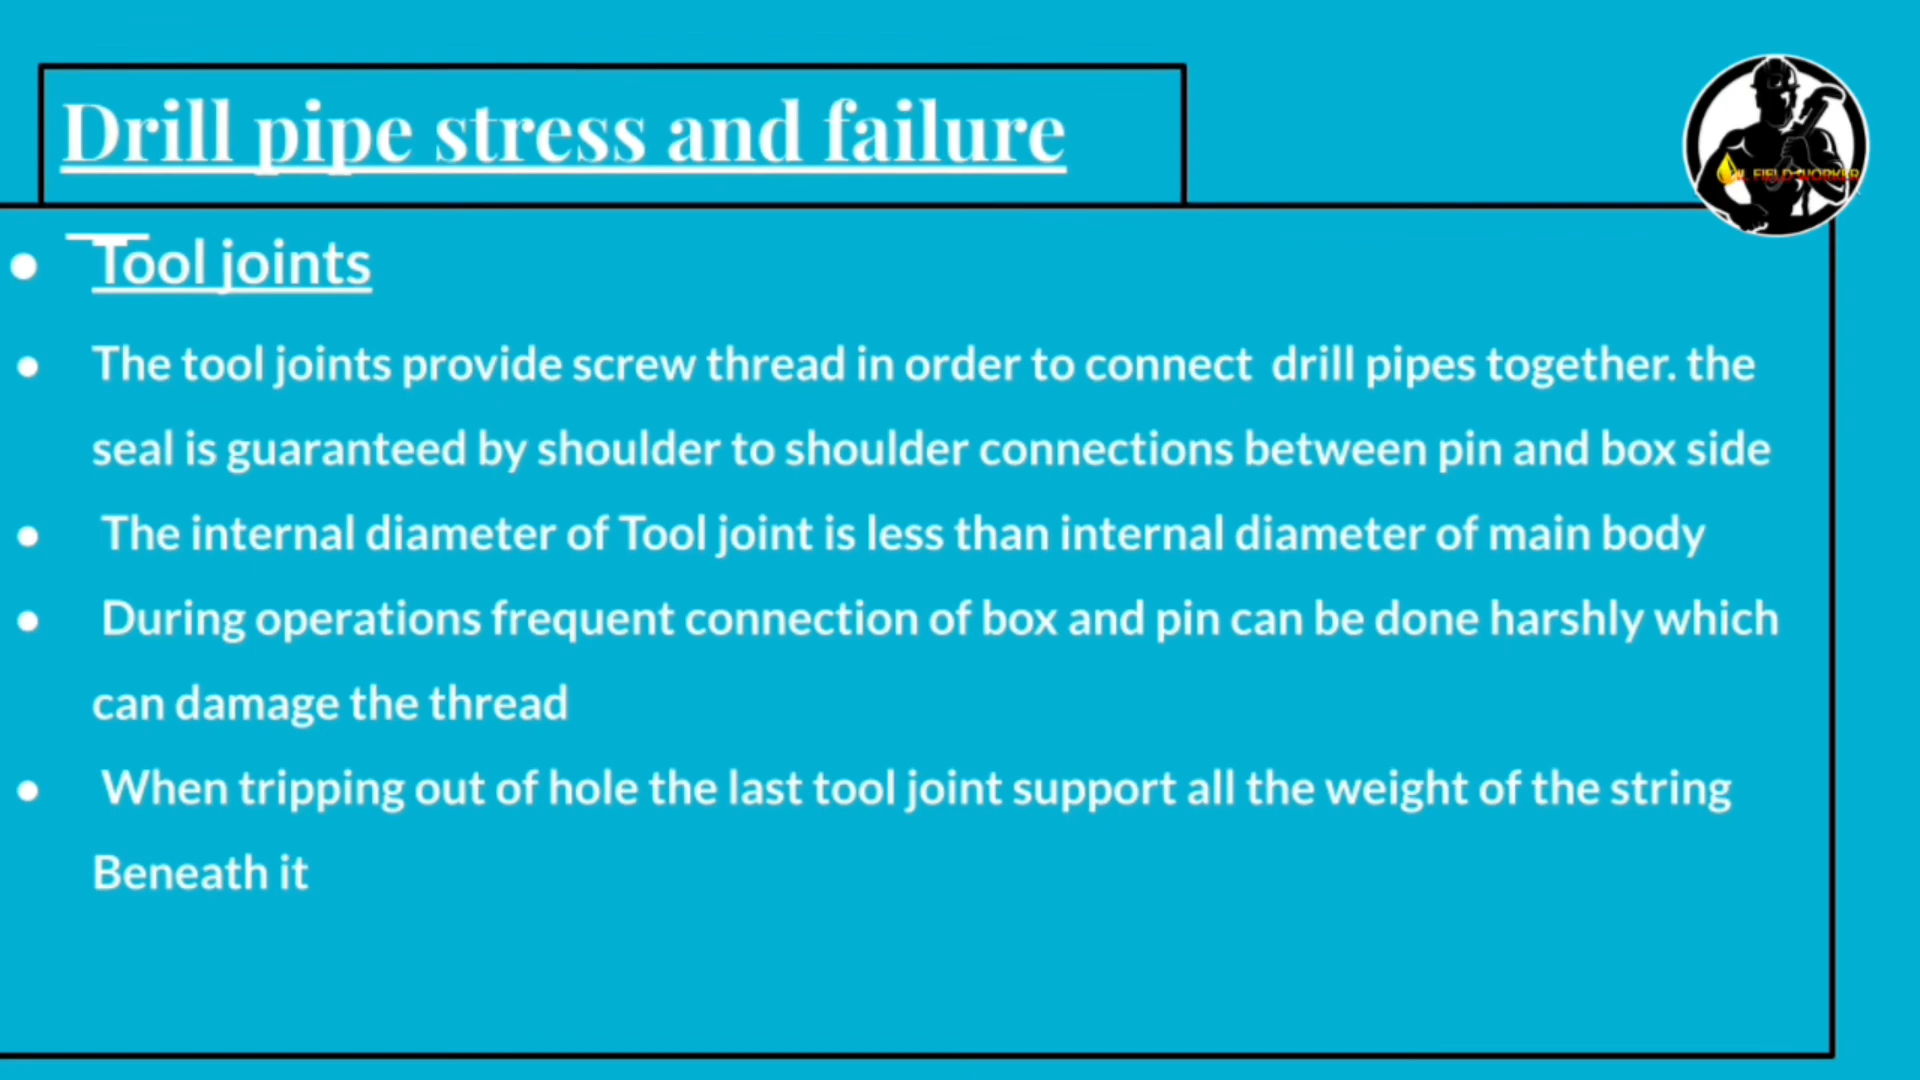 Drill pipe stress and failure
IL FIELD WORKER
Tool joints
The tool joints provide screw thread in order to connect drill pipes together. the
seal is guaranteed by shoulder to shoulder connections between pin and box side
The internal diameter of Tool joint is less than internal diameter of main body
During operations frequent connection of box and pin can be done harshly which
can damage the thread
When tripping out of hole the last tool joint support all the weight of the string
Beneath it